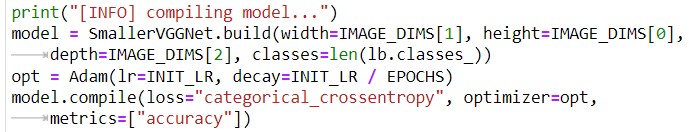 print("[INFO] compiling model...")
model = SmallerVGGNet.build(width=IMAGE_DIMS[1], height=IMAGE_DIMS[0],
depth=IMAGE_DIMS[2], classes=len(lb.classes_))
opt = Adam(lr=INIT_LR, decay=INIT_LR / EPOCHS)
model.compile(loss="categorical_crossentropy", optimizer=opt,
metrics=["accuracy"])